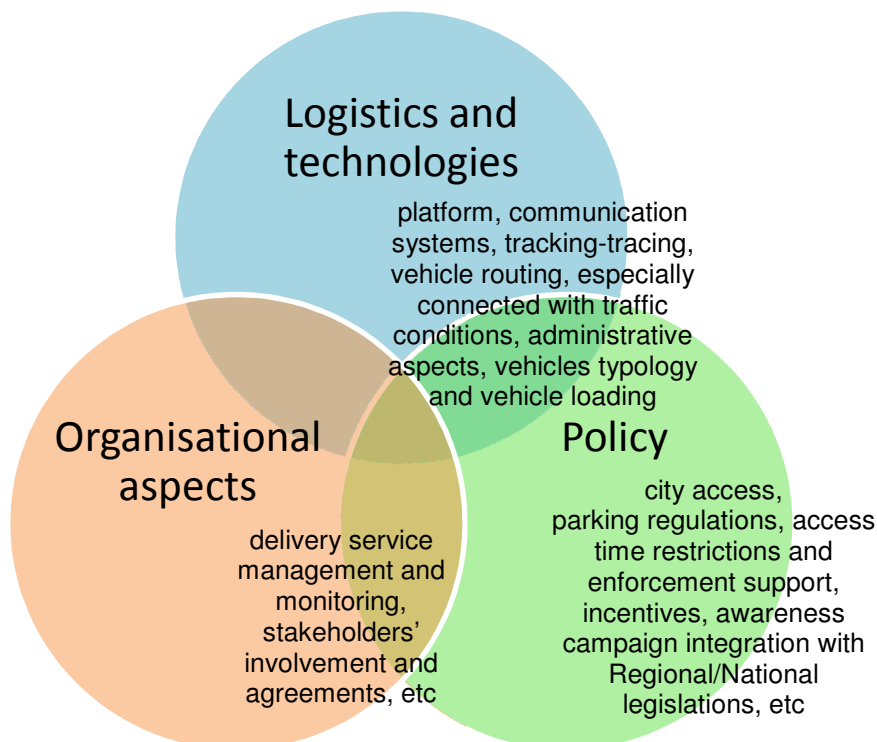 Logistics and
technologies
platform, communication
systems, tracking-tracing,
vehicle routing, especially
connected with traffic
conditions, administrative
aspects, vehicles typology
and vehicle loading
Organisational
aspects
delivery service
management and
monitoring,
stakeholders’
involvement and
agreements, etc
Policy
city access,
parking regulations, access
time restrictions and
enforcement support,
incentives, awareness
campaign integration with
Regional/National
legislations, etc